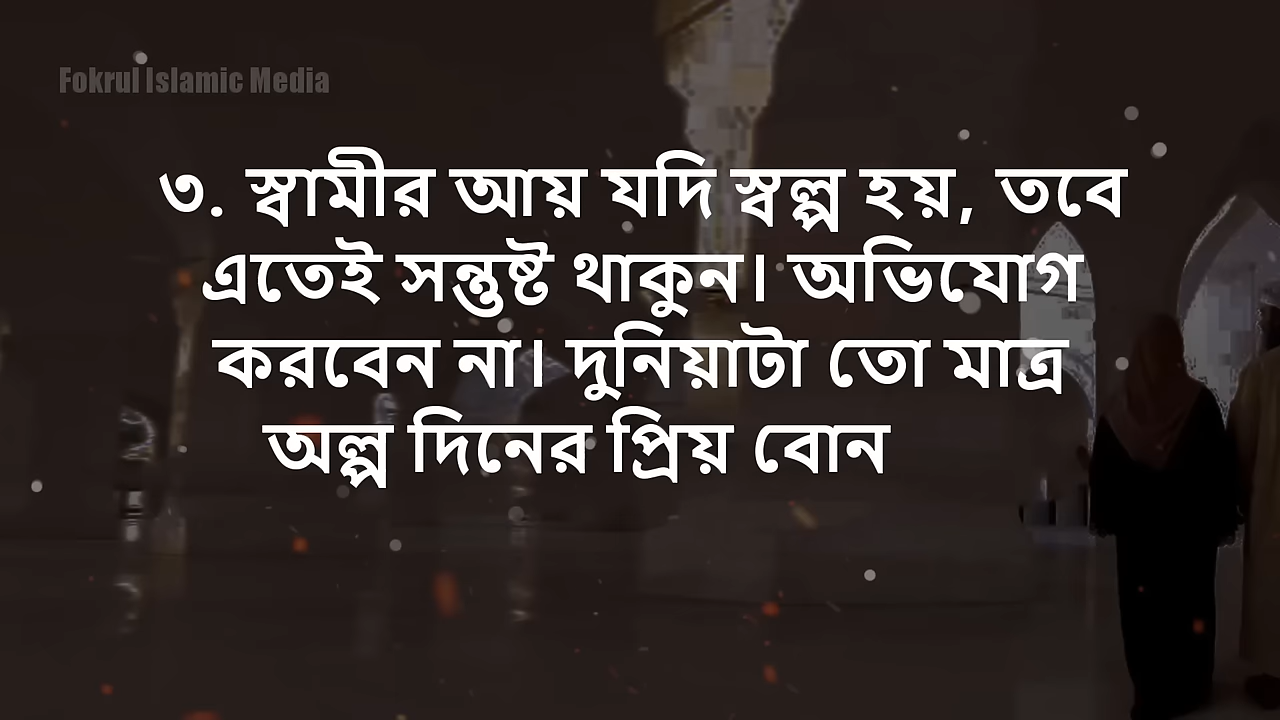 Fokrul Islamic Media
৩. স্বামীর আয় যদি স্বল্প হয়, তবে
এতেই সন্তুষ্ট থাকুন। অভিযোগ
করবেন না। দুনিয়াটা তো মাত্র
অল্প দিনের প্রিয় বোন